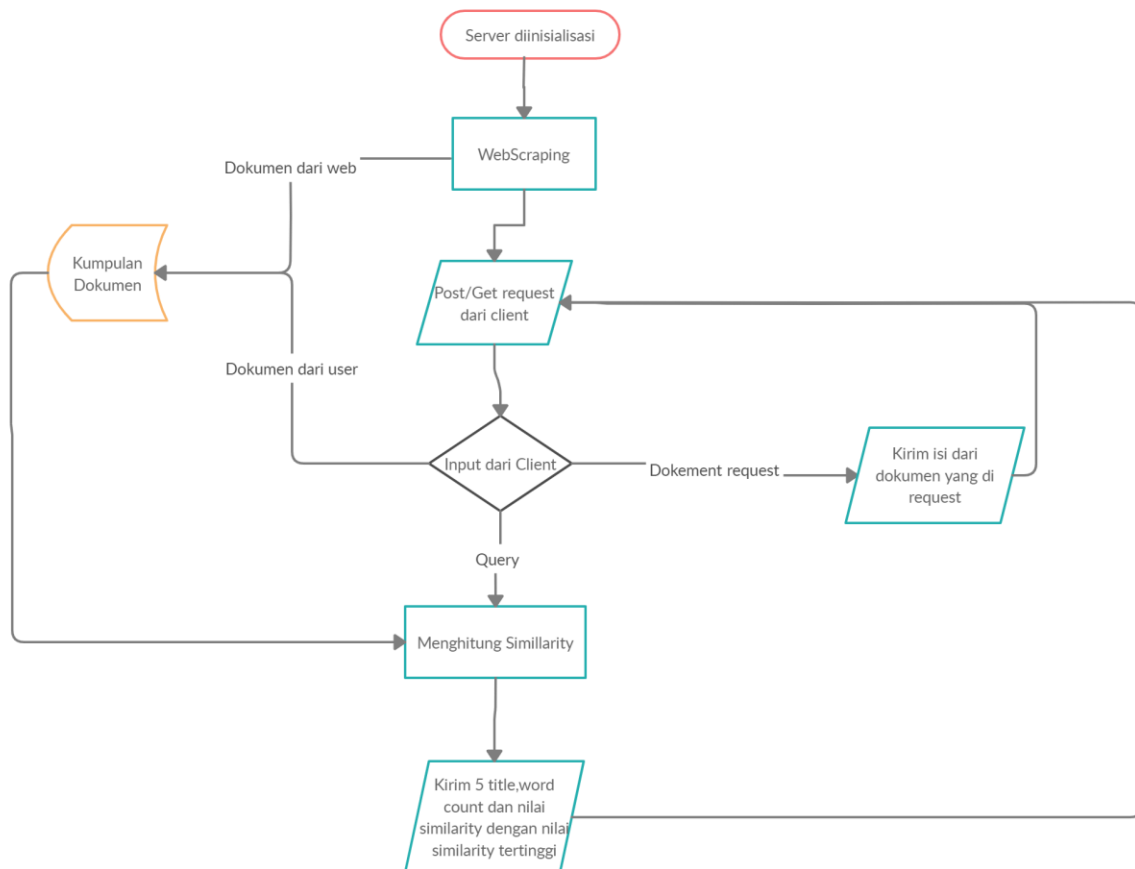 Server diinisialisasi
WebScraping
Dokumen dari web
Kumpulan
Dokumen
Post/Get request
dari client
Dokumen dari user
Input dari Client
Dokement request
Kirim isi dari
dokumen yang di
request
Query
Menghitung Simillarity
Kirim 5 title,word
count dan nilai
similarity dengan nilai
similarity tertinggi